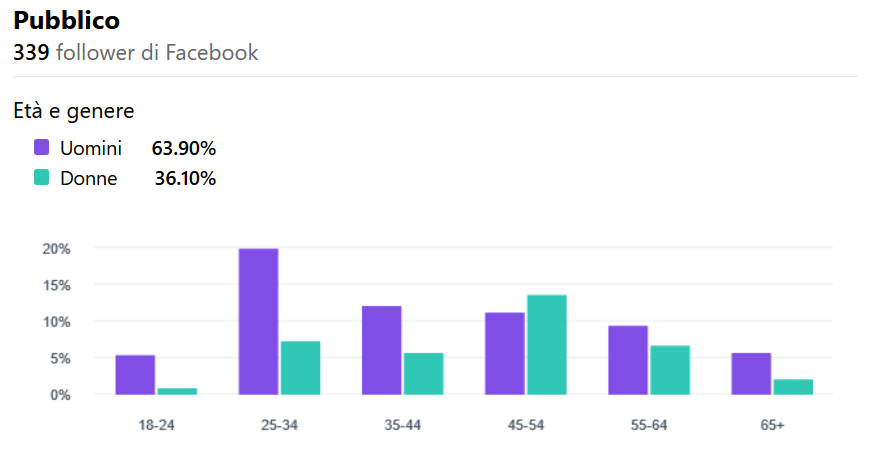 Pubblico
339 follower di Facebook
Età e genere
Uomini 63.90%
Donne 36.10%
20%
15%
10%
5%
0%
18-24 25-34 35-44 45-54 55-64 65+